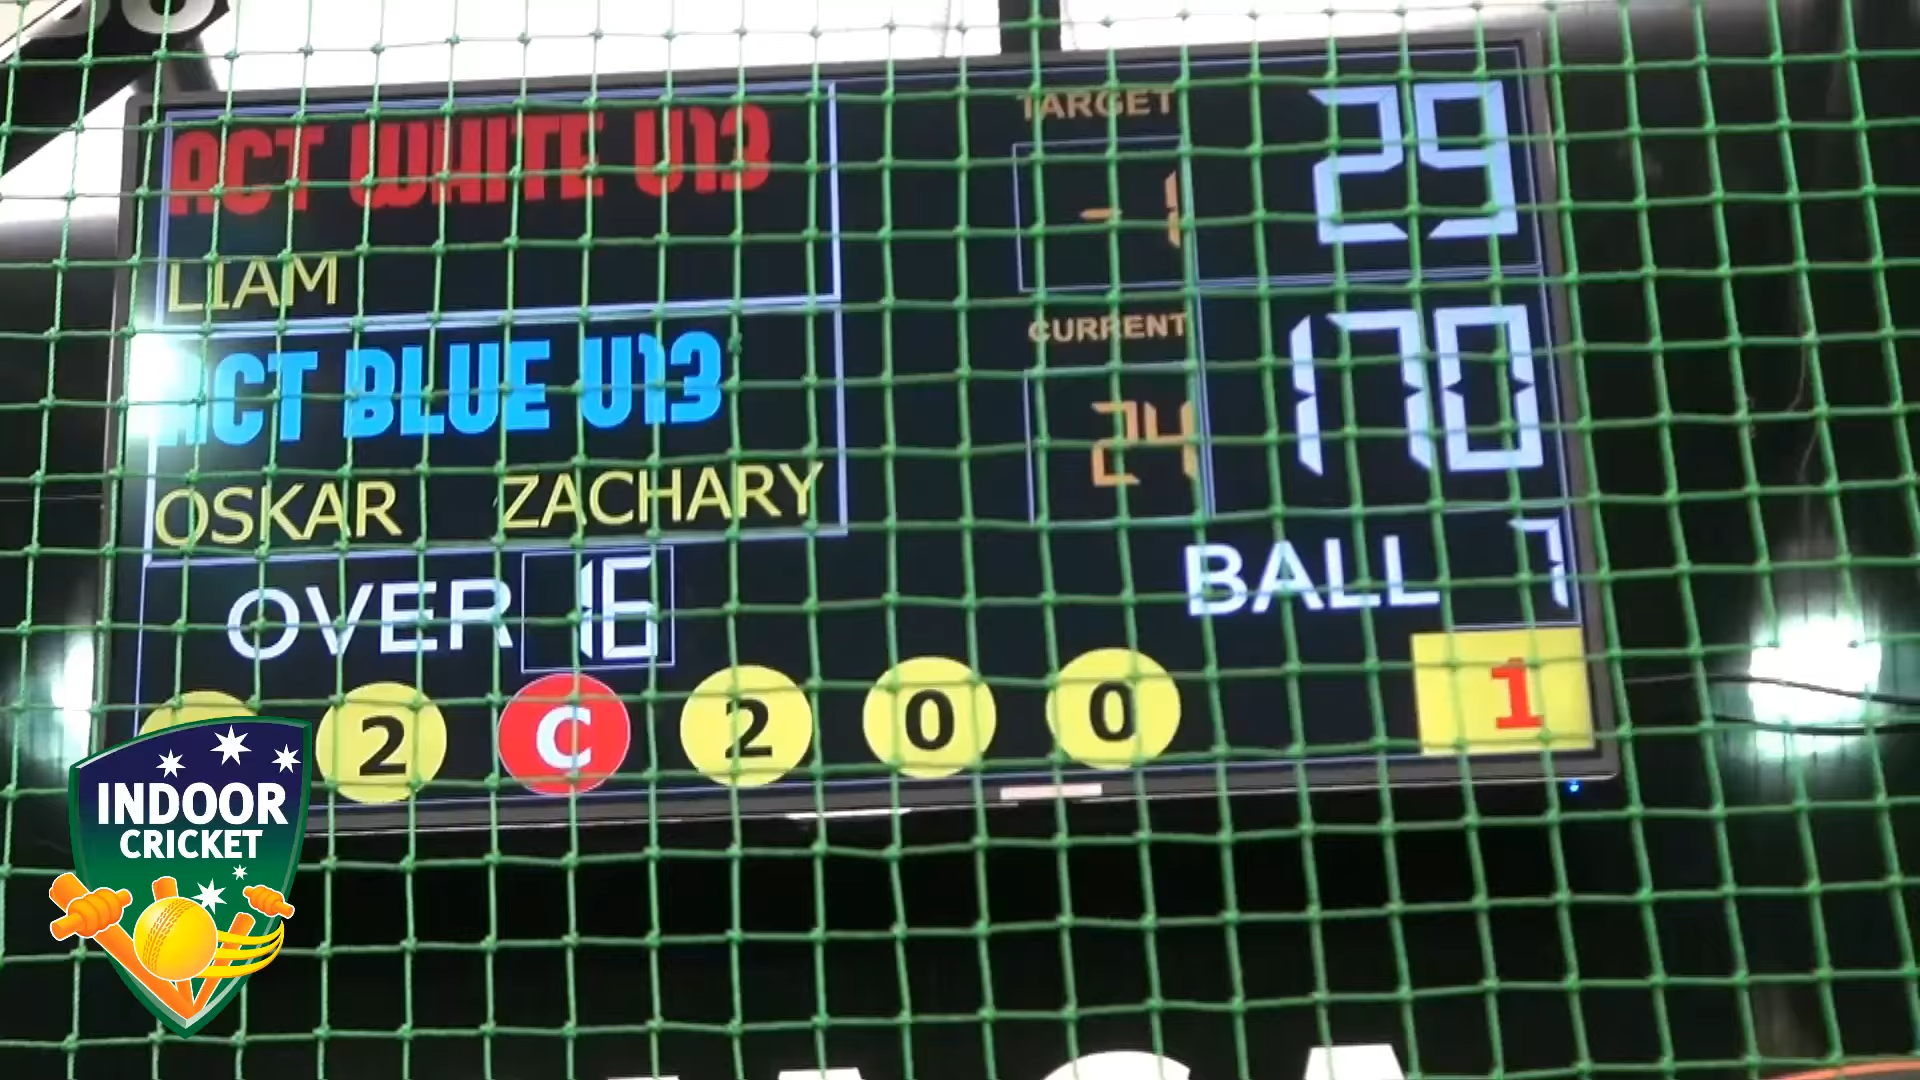 ACT WHITE U13
TARGET
29
-1
LIAM
ACT BLUE U13
CURRENT
170
24
OSKAR ZACHARY
OVER 16
BALL 7
2 C 2 0 0 1
INDOOR
CRICKET